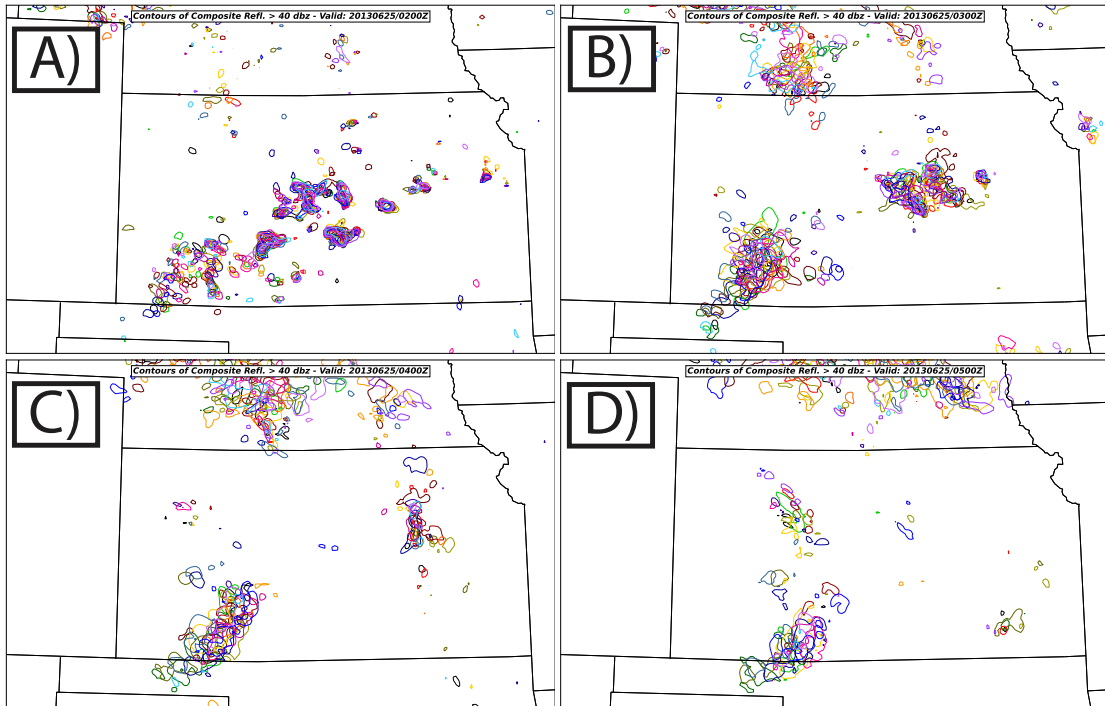 Contours of Composite Refl. > 40 dbz - Valid: 20130625/0200Z
A)
Contours of Composite Refl. > 40 dbz - Valid: 20130625/0300Z
B)
Contours of Composite Refl. > 40 dbz - Valid: 20130625/0400Z
C)
Contours of Composite Refl. > 40 dbz - Valid: 20130625/0500Z
D)